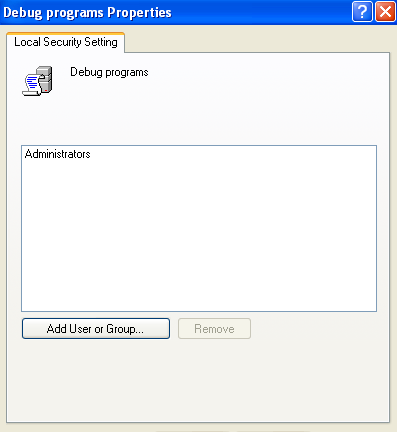 Debug programs Properties
Local Security Setting
Debug programs
Administrators
Add User or Group...
Remove